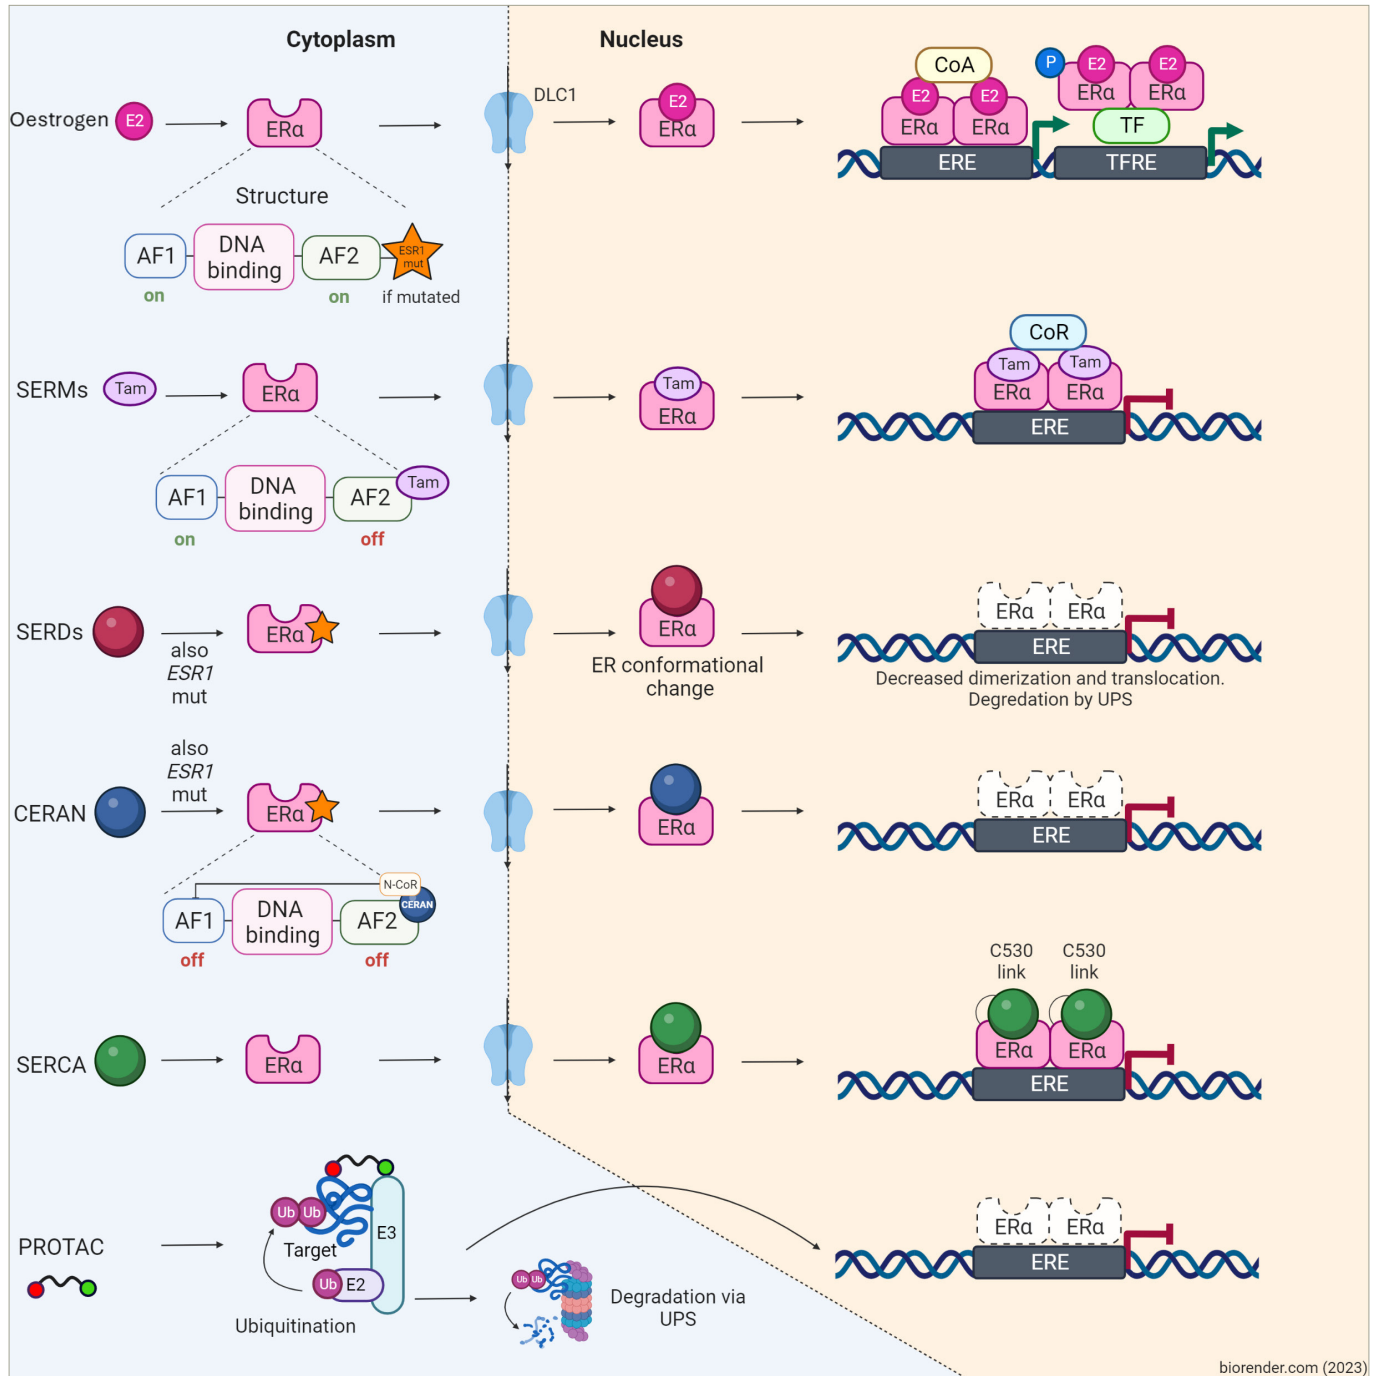 Cytoplasm
Nucleus
Oestrogen
E2
ERα
DLC1
E2
ERα
CoA
E2
E2
ERα
ERα
ERE
P
E2
E2
ERα
ERα
TF
TFRE
Structure
AF1
DNA
binding
AF2
ESR1
mut
on
on
if mutated
SERMs
Tam
ERα
Tam
ERα
CoR
Tam
Tam
ERα
ERα
ERE
AF1
DNA
binding
AF2
Tam
on
off
SERDs
also
ESR1
mut
ERα
ERα
ER conformational
change
ERα
ERα
ERE
Decreased dimerization and translocation.
Degredation by UPS
CERAN
also
ESR1
mut
ERα
ERα
ERα
ERα
ERE
N-CoR
CERAN
AF1
DNA
binding
AF2
off
off
SERCA
ERα
ERα
C530
link
C530
link
ERα
ERα
ERE
PROTAC
Ub
Ub
Target
E3
Ub
E2
Ubiquitination
Ub
Ub
Degradation via
UPS
ERα
ERα
ERE
biorender.com (2023)